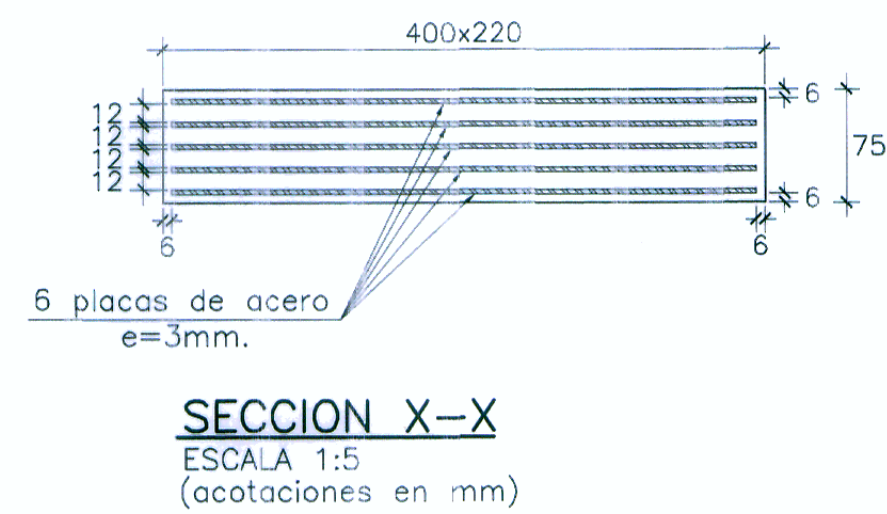 400x220
12
12
12
12
6
75
6
6
6
6 placas de acero
e=3mm.
SECCION X-X
ESCALA 1:5
(acotaciones en mm)